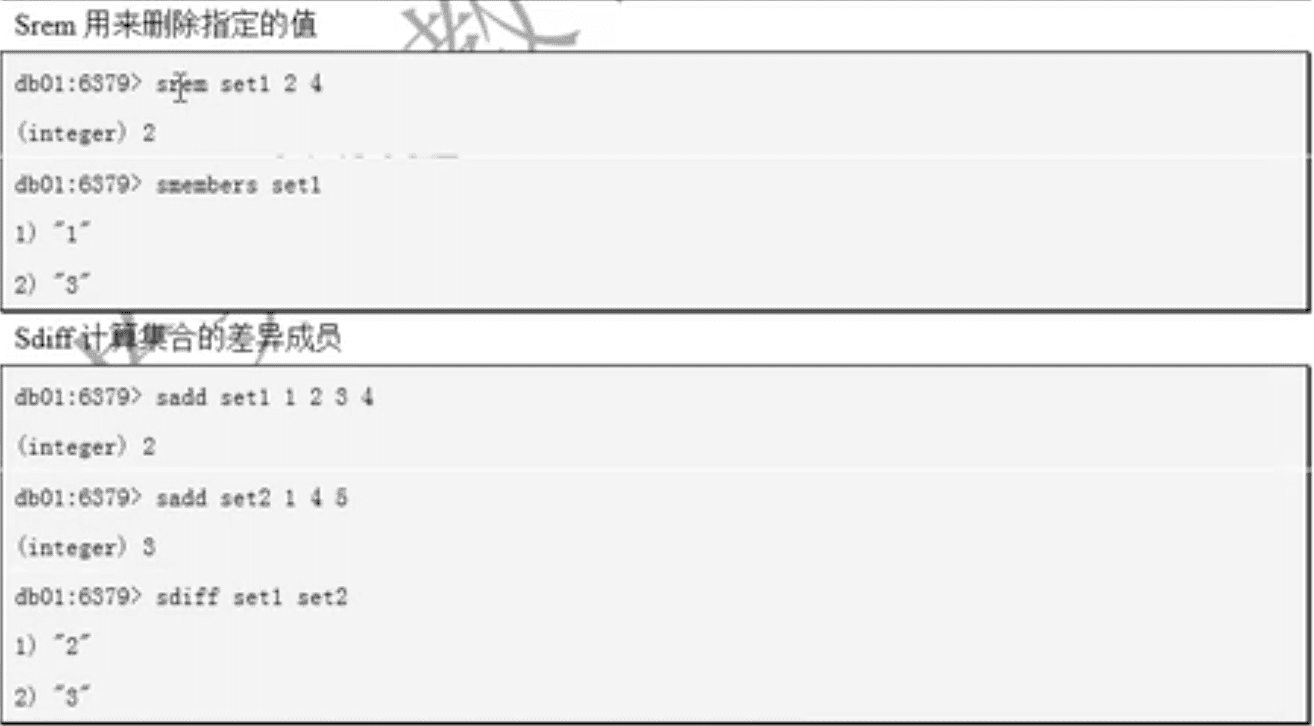 Srem 用来删除指定的值
db01:6379> srem set1 2 4
(integer) 2
db01:6379> smembers set1
1) "1"
2) "3"
Sdiff 计算集合的差异成员
db01:6379> sadd set1 1 2 3 4
(integer) 2
db01:6379> sadd set2 1 4 5
(integer) 3
db01:6379> sdiff set1 set2
1) "2"
2) "3"